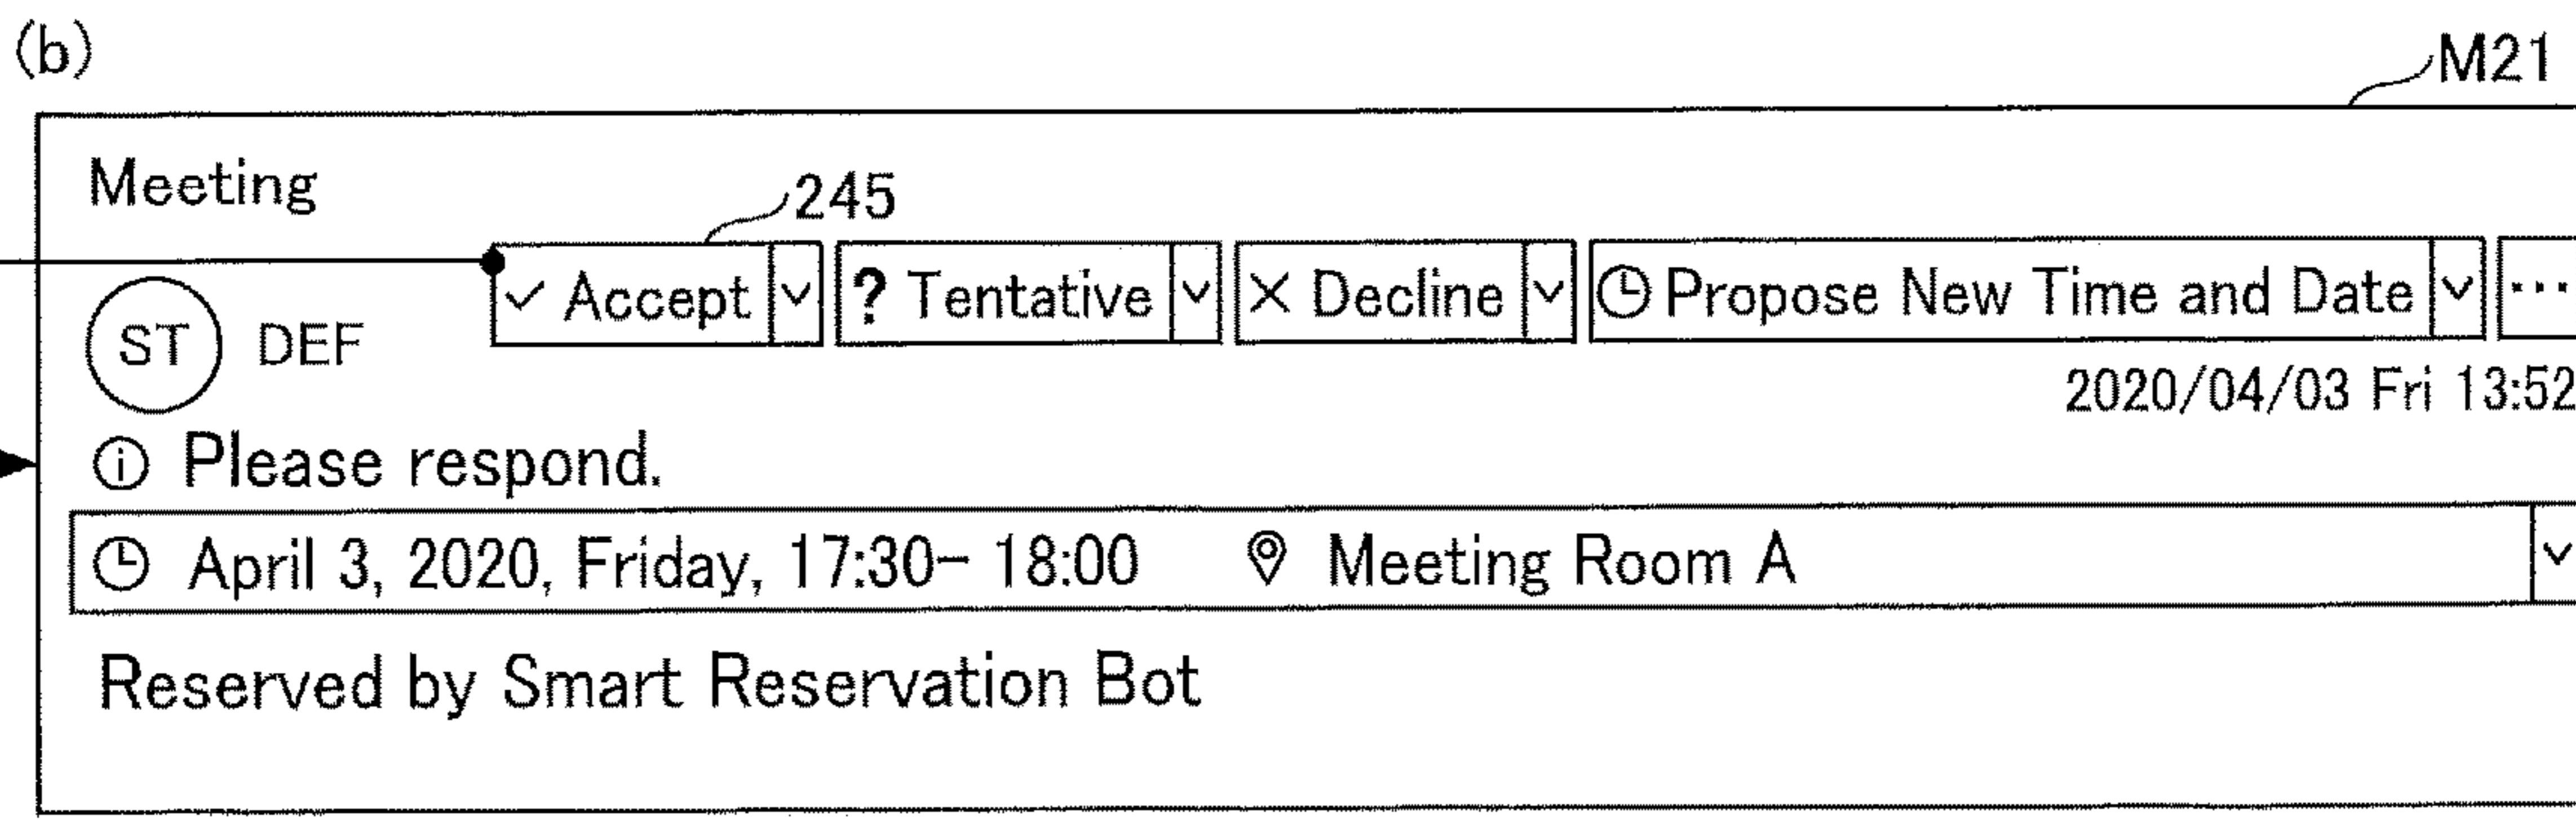 (b)
M21
Meeting
245
✓ Accept ? Tentative × Decline Propose New Time and Date ...
ST DEF
2020/04/03 Fri 13:52
ⓘ Please respond.
April 3, 2020, Friday, 17:30- 18:00 Meeting Room A
Reserved by Smart Reservation Bot